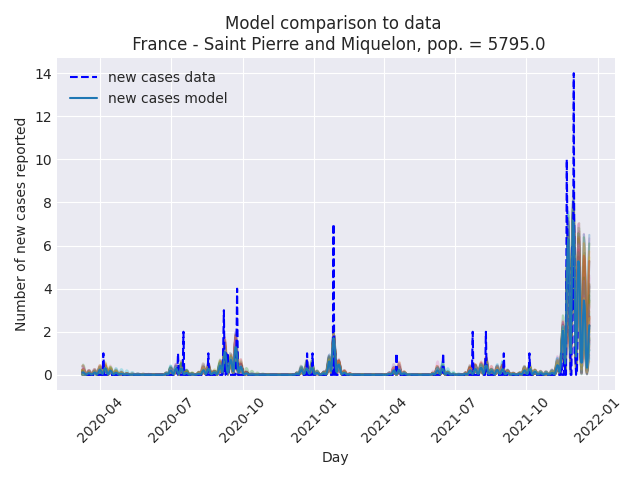 Model comparison to data
France - Saint Pierre and Miquelon, pop. = 5795.0
new cases data
new cases model
Number of new cases reported
14
12
10
8
6
4
2
0
2020-04
2020-07
2020-10
2021-01
2021-04
2021-07
2021-10
2022-01
Day